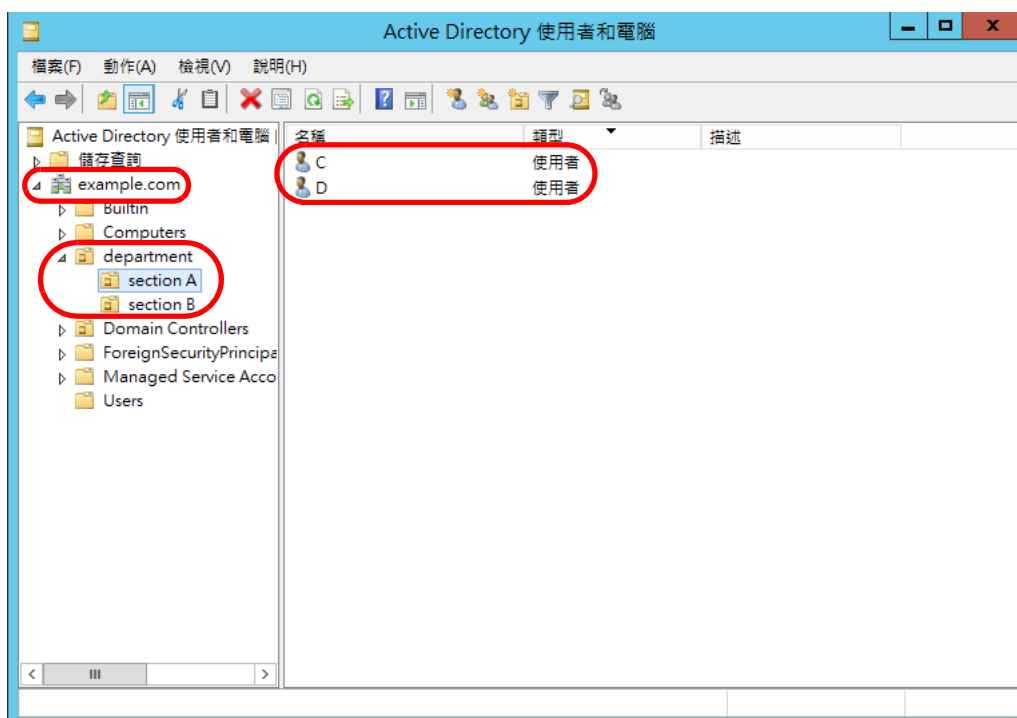 Active Directory 使用者和電腦
檔案(F) 動作(A) 檢視(V) 說明(H)
Active Directory 使用者和電腦
儲存查詢
example.com
Builtin
Computers
department
section A
section B
Domain Controllers
ForeignSecurityPrincipa
Managed Service Acco
Users
名稱 類型 描述
C 使用者
D 使用者